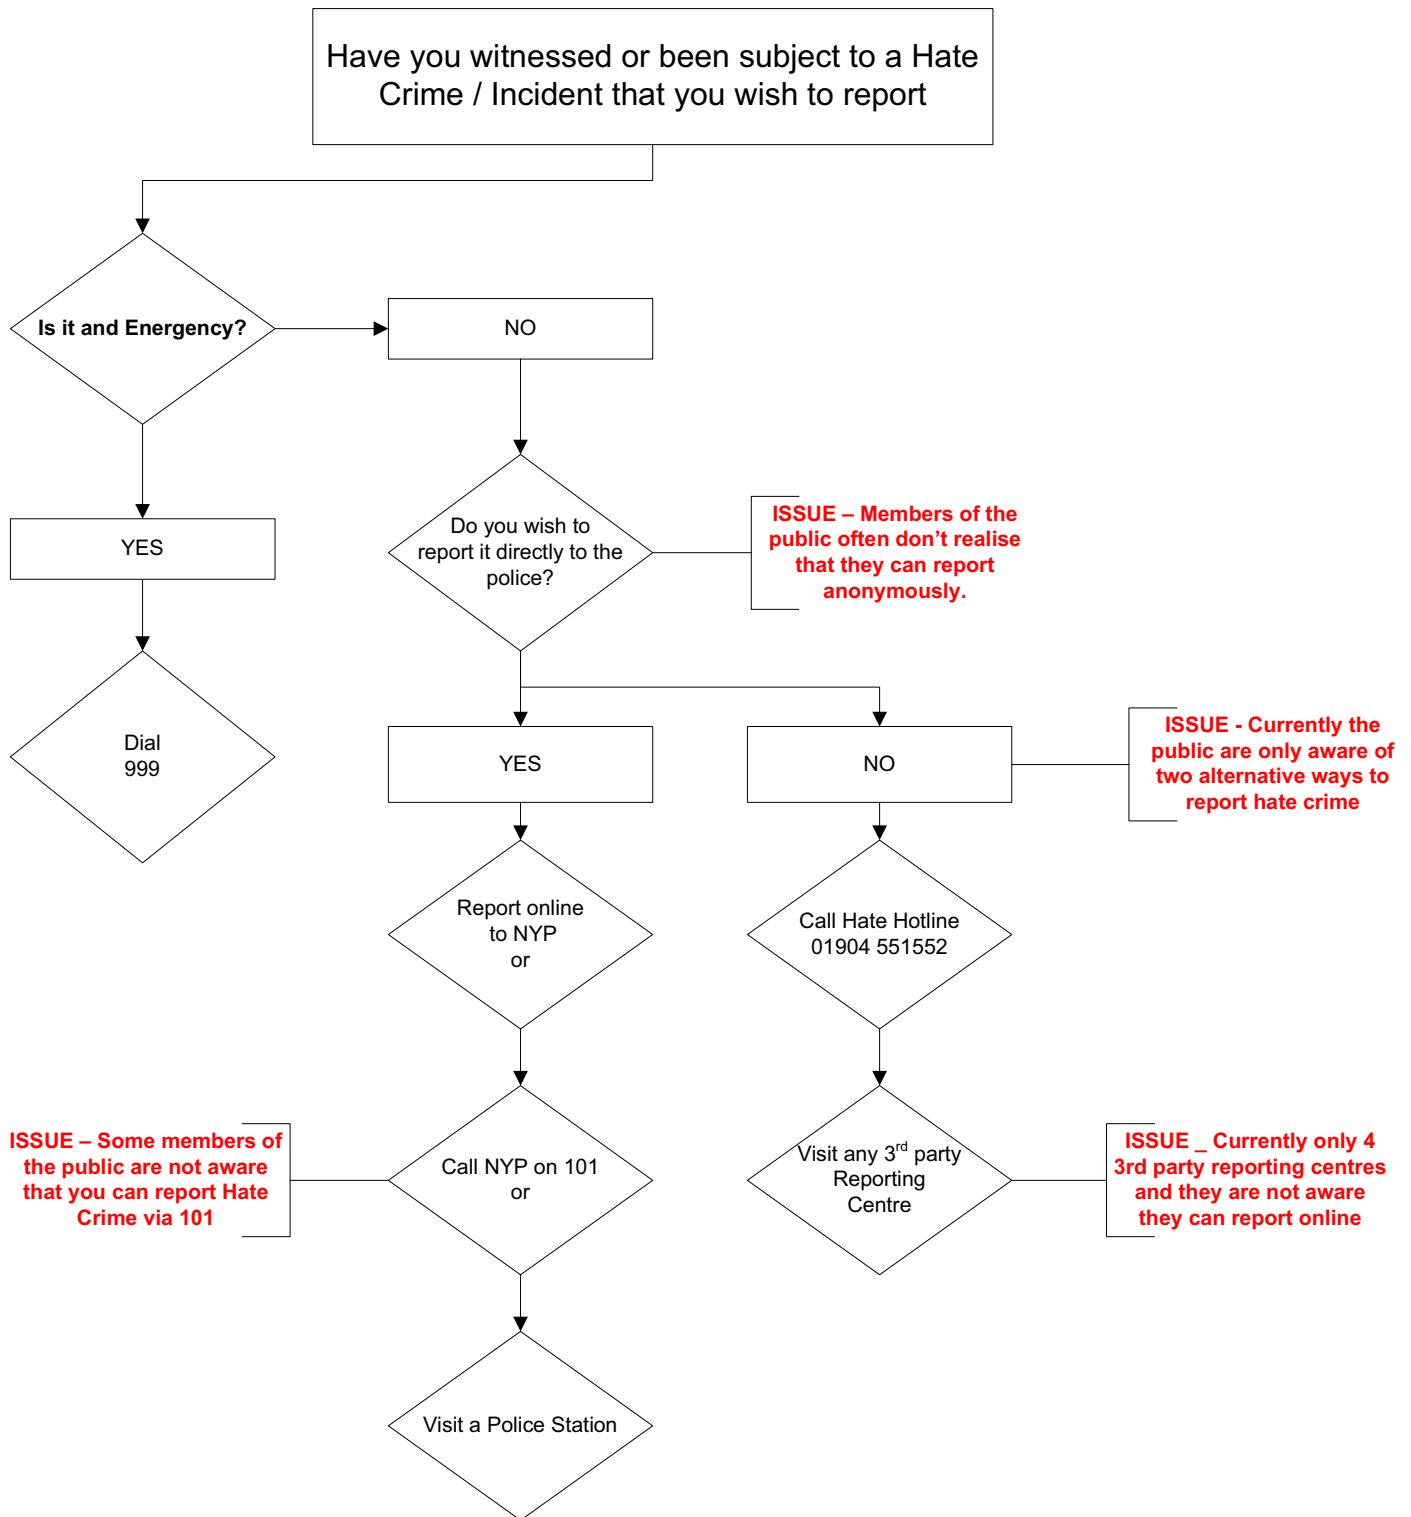 Have you witnessed or been subject to a Hate
Crime / Incident that you wish to report
Is it and Energency?
NO
YES
Do you wish to
report it directly to the
police?
ISSUE – Members of the
public often don’t realise
that they can report
anonymously.
Dial
999
YES
NO
ISSUE - Currently the
public are only aware of
two alternative ways to
report hate crime
Report online
to NYP
or
Call Hate Hotline
01904 551552
ISSUE – Some members of
the public are not aware
that you can report Hate
Crime via 101
Call NYP on 101
or
Visit any 3rd party
Reporting
Centre
ISSUE _ Currently only 4
3rd party reporting centres
and they are not aware
they can report online
Visit a Police Station